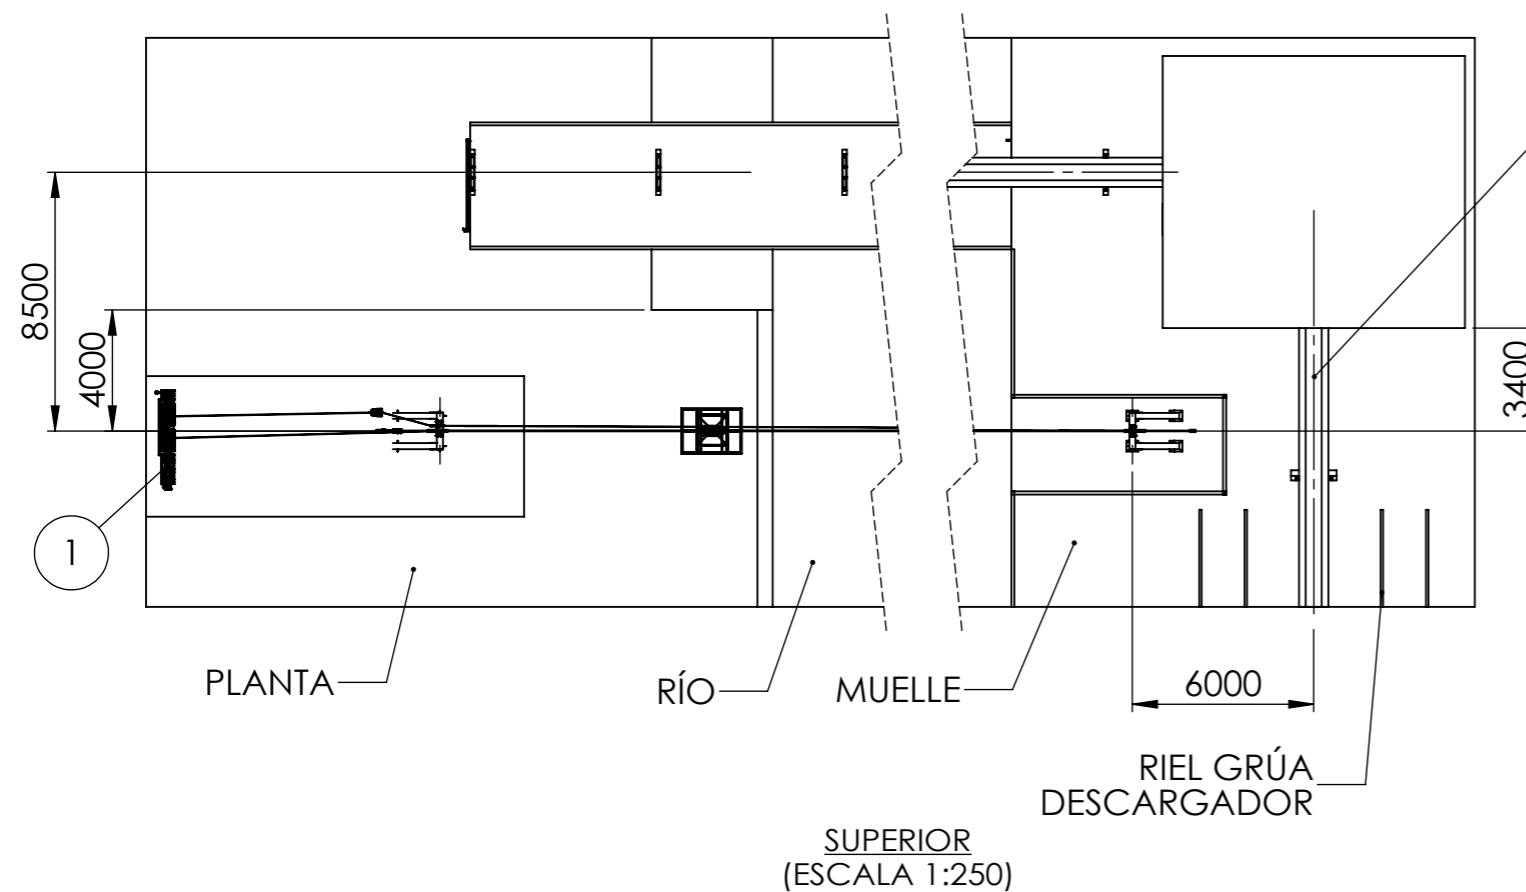 8500
4000
3400
1
PLANTA
RÍO
MUELLE
6000
RIEL GRÚA
DESCARGADOR
SUPERIOR
(ESCALA 1:250)